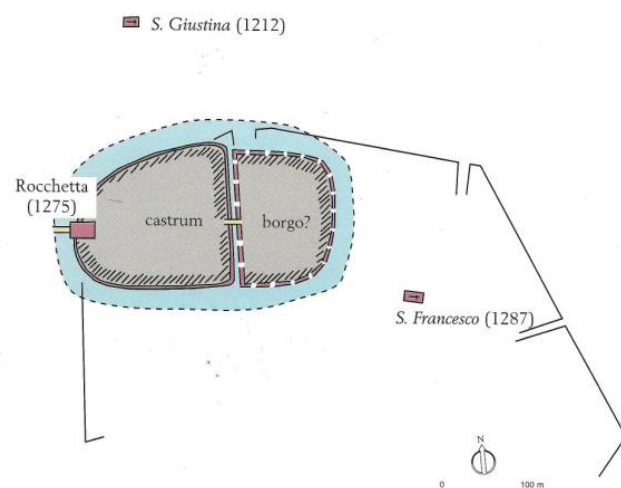 S. Giustina (1212)
Rocchetta
(1275)
castrum
borgo?
S. Francesco (1287)
N
0 100 m